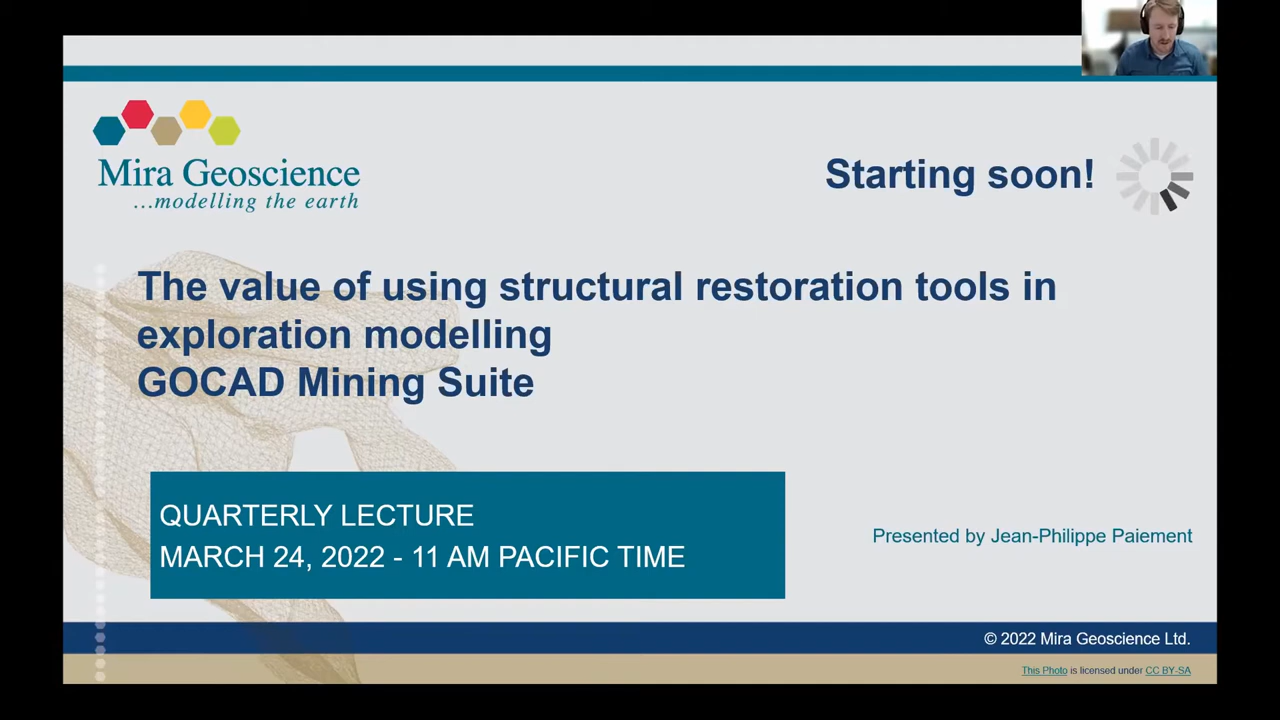 Mira Geoscience
...modelling the earth
Starting soon!
The value of using structural restoration tools in
exploration modelling
GOCAD Mining Suite
QUARTERLY LECTURE
MARCH 24, 2022 - 11 AM PACIFIC TIME
Presented by Jean-Philippe Paiement
© 2022 Mira Geoscience Ltd.
This Photo is licensed under CC BY-SA